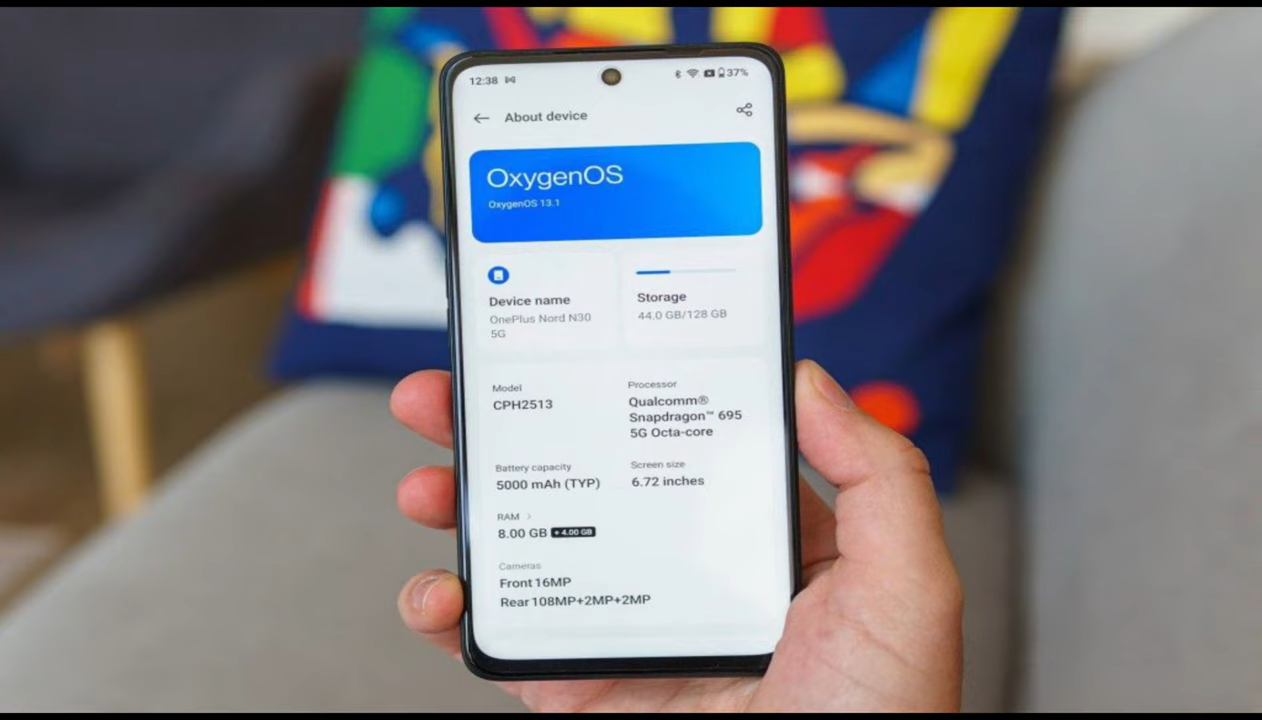 12:38
37%
About device
OxygenOS
OxygenOS 13.1
Device name
OnePlus Nord N30
5G
Storage
44.0 GB/128 GB
Model
CPH2513
Processor
Qualcomm®
Snapdragon™ 695
5G Octa-core
Battery capacity
5000 mAh (TYP)
Screen size
6.72 inches
RAM >
8.00 GB + 4.00 GB
Cameras
Front 16MP
Rear 108MP+2MP+2MP